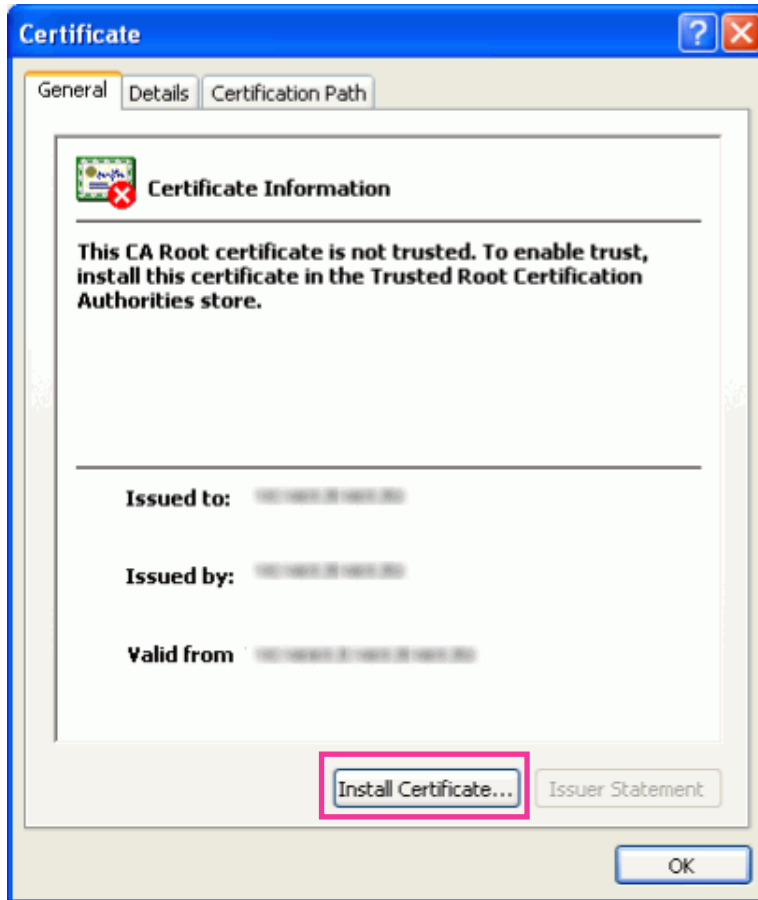 Certificate
General Details Certification Path
Certificate Information
This CA Root certificate is not trusted. To enable trust,
install this certificate in the Trusted Root Certification
Authorities store.
Issued to:
Issued by:
Valid from
Install Certificate... Issuer Statement
OK